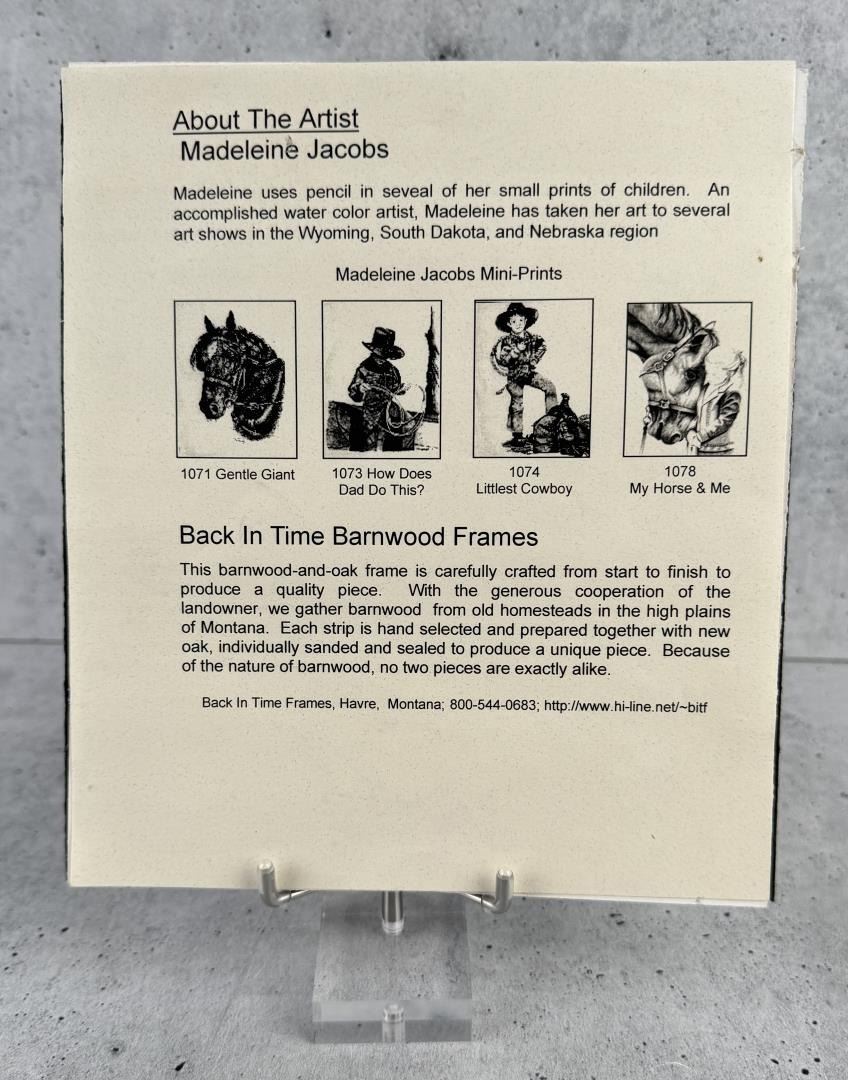 About The Artist
Madeleine Jacobs
Madeleine uses pencil in seveal of her small prints of children. An
accomplished water color artist, Madeleine has taken her art to several
art shows in the Wyoming, South Dakota, and Nebraska region
Madeleine Jacobs Mini-Prints
1071 Gentle Giant
1073 How Does
Dad Do This?
1074
Littlest Cowboy
1078
My Horse & Me
Back In Time Barnwood Frames
This barnwood-and-oak frame is carefully crafted from start to finish to
produce a quality piece. With the generous cooperation of the
landowner, we gather barnwood from old homesteads in the high plains
of Montana. Each strip is hand selected and prepared together with new
oak, individually sanded and sealed to produce a unique piece. Because
of the nature of barnwood, no two pieces are exactly alike.
Back In Time Frames, Havre, Montana; 800-544-0683; http://www.hi-line.net/~bitf